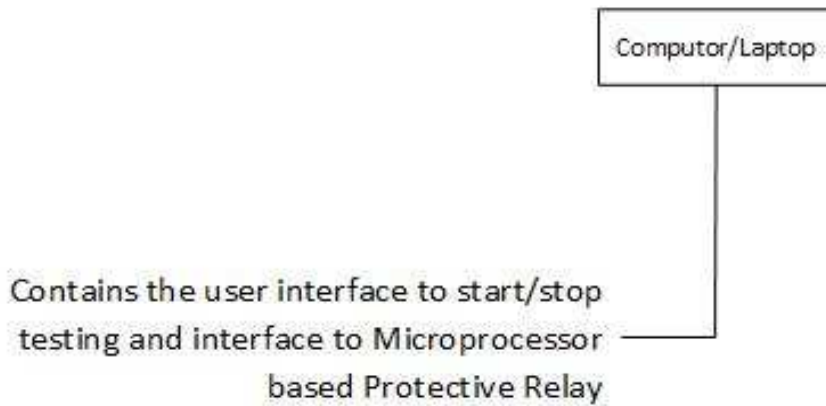 Computor/Laptop
Contains the user interface to start/stop
testing and interface to Microprocessor
based Protective Relay